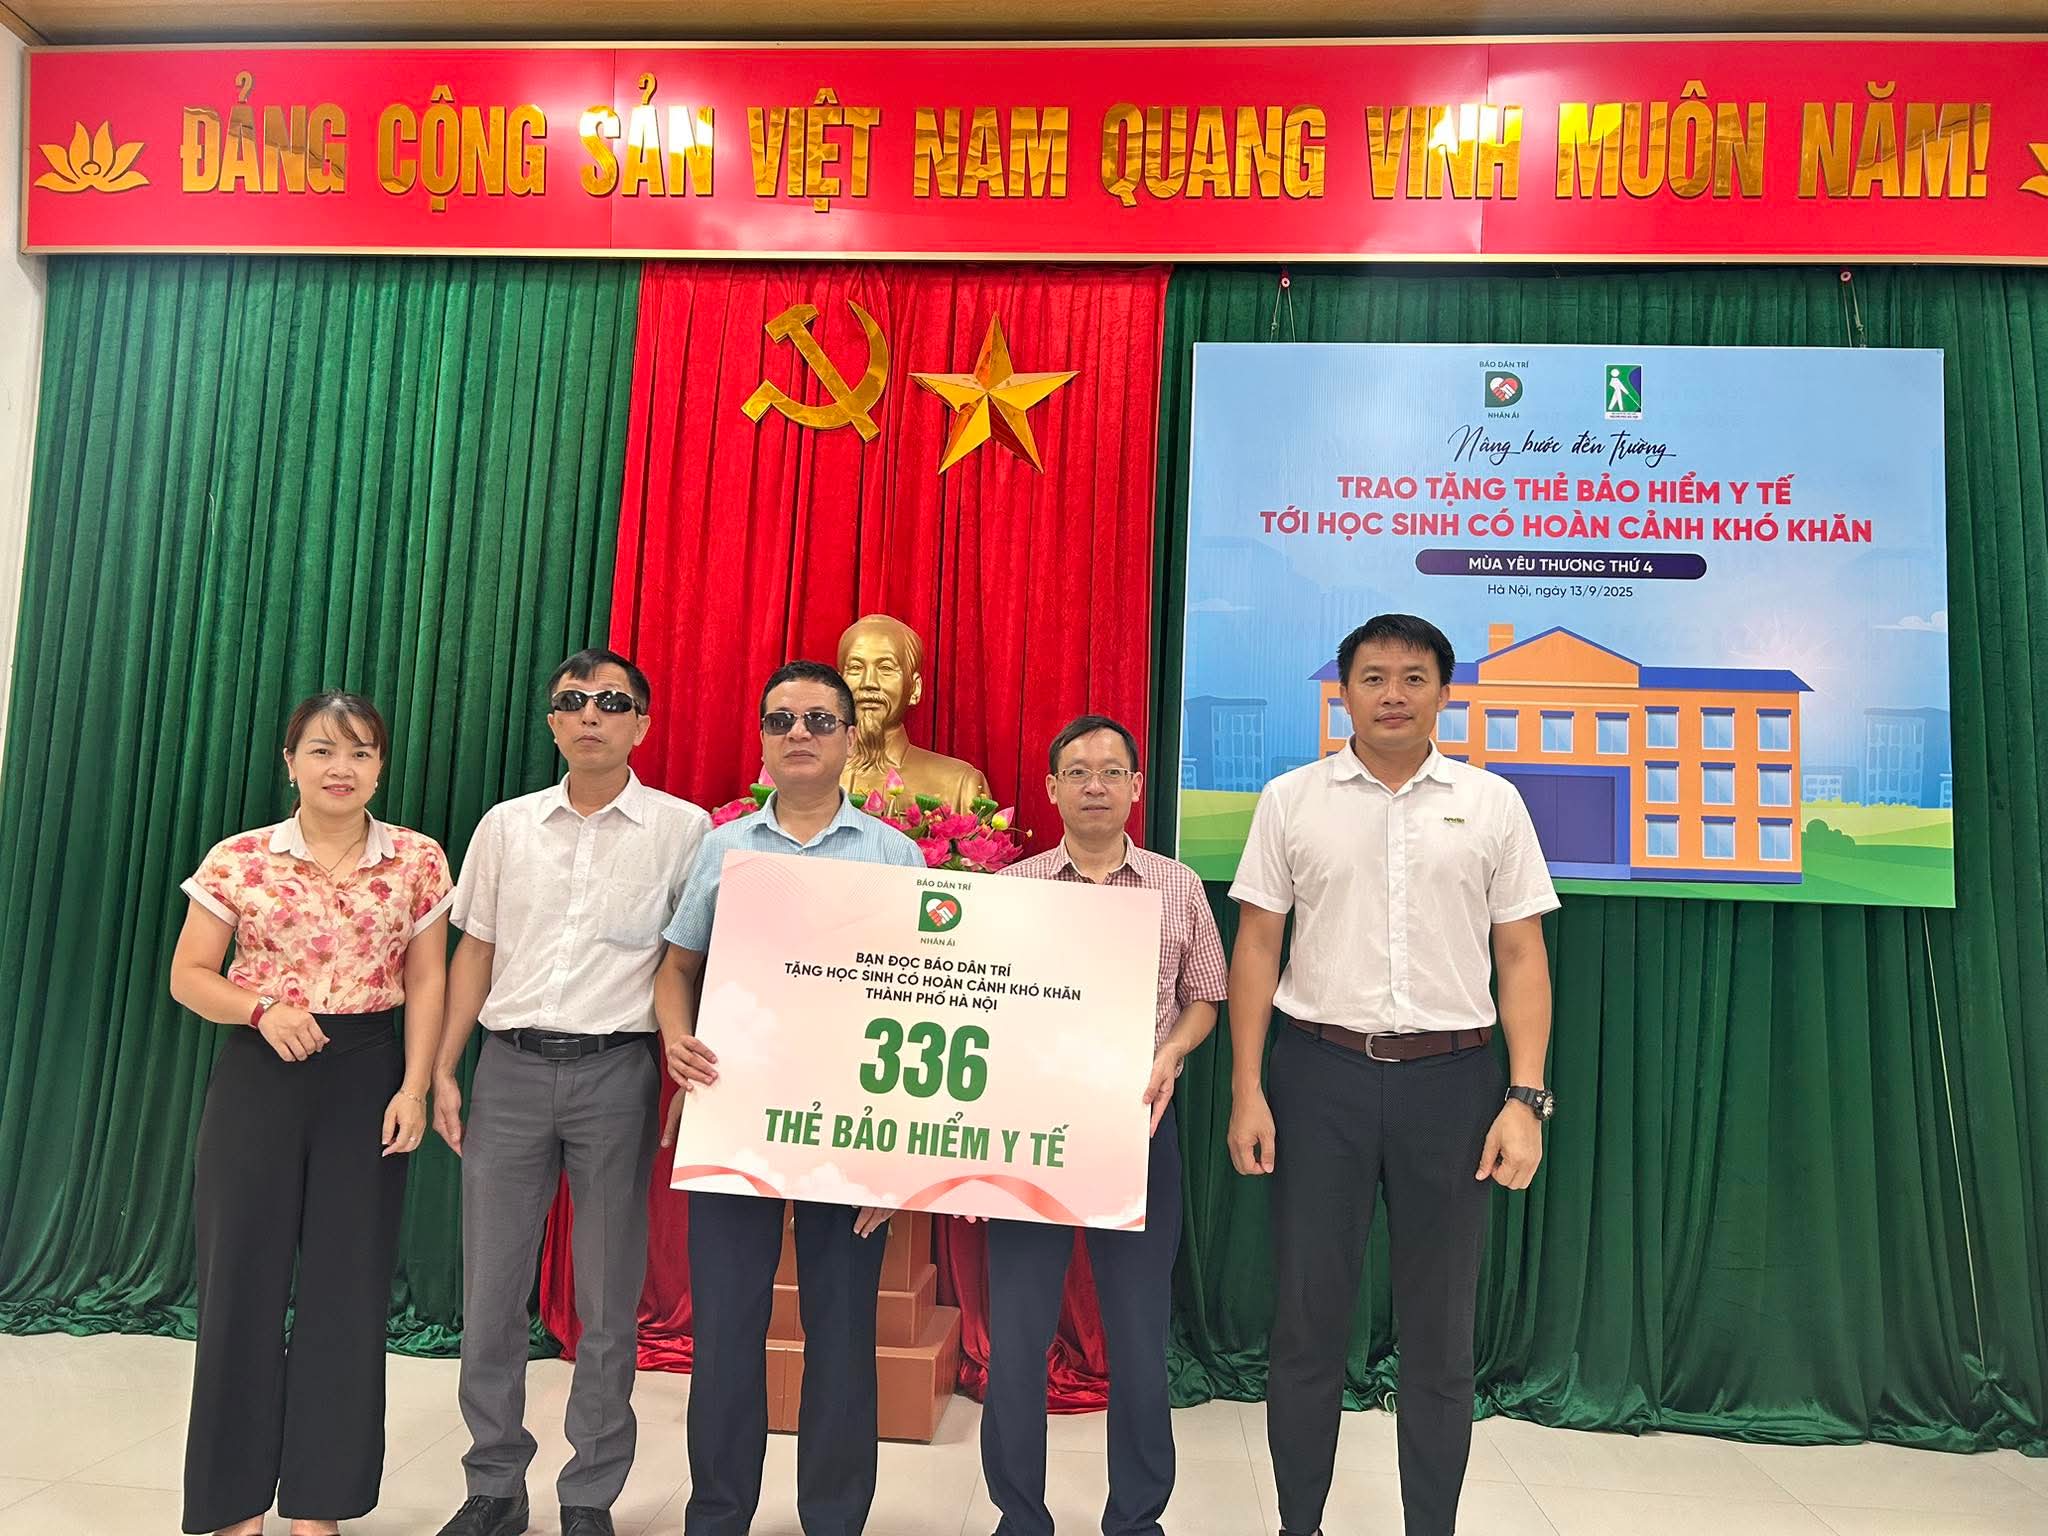 ĐẢNG CỘNG SẢN VIỆT NAM QUANG VINH MUÔN NĂM!
BÁO DÂN TRÍ
NHÂN ÁI
Nâng bước đến trường
TRAO TẶNG THẺ BẢO HIỂM Y TẾ
TỚI HỌC SINH CÓ HOÀN CẢNH KHÓ KHĂN
MÙA YÊU THƯƠNG THỨ 4
Hà Nội, ngày 13/9/2025
BÁO DÂN TRÍ
NHÂN ÁI
BẠN ĐỌC BÁO DÂN TRÍ
TẶNG HỌC SINH CÓ HOÀN CẢNH KHÓ KHĂN
THÀNH PHỐ HÀ NỘI
336
THẺ BẢO HIỂM Y TẾ